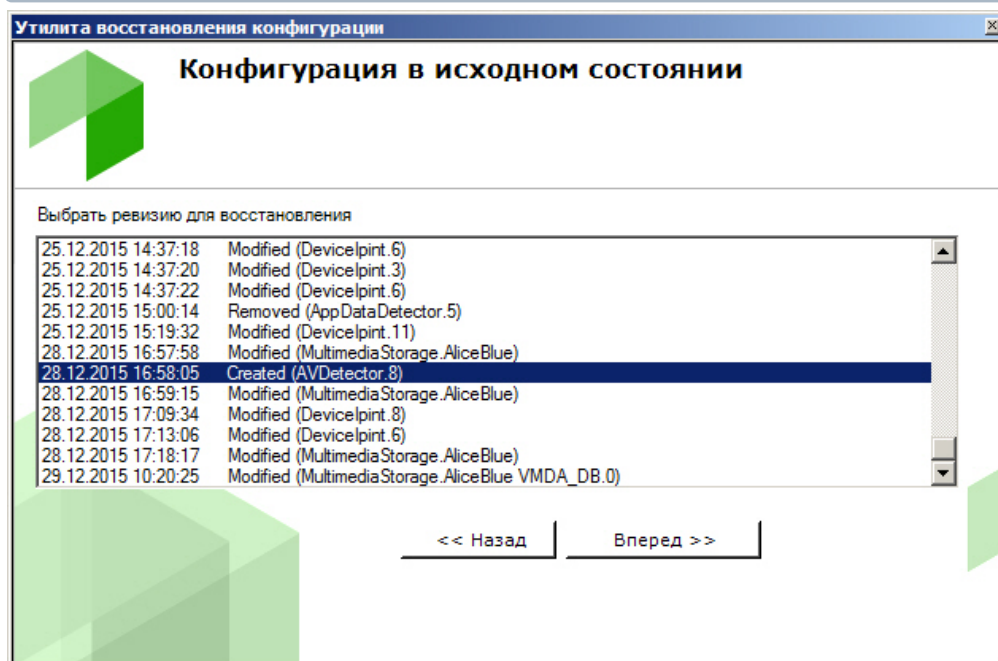 Утилита восстановления конфигурации
Конфигурация в исходном состоянии
Выбрать ревизию для восстановления
25.12.2015 14:37:18 Modified (DeviceIpint.6)
25.12.2015 14:37:20 Modified (DeviceIpint.3)
25.12.2015 14:37:22 Modified (DeviceIpint.6)
25.12.2015 15:00:14 Removed (AppDataDetector.5)
25.12.2015 15:19:32 Modified (DeviceIpint.11)
28.12.2015 16:57:58 Modified (MultimediaStorage.AliceBlue)
28.12.2015 16:58:05 Created (AVDetector.8)
28.12.2015 16:59:15 Modified (MultimediaStorage.AliceBlue)
28.12.2015 17:09:34 Modified (DeviceIpint.8)
28.12.2015 17:13:06 Modified (DeviceIpint.6)
28.12.2015 17:18:17 Modified (MultimediaStorage.AliceBlue)
29.12.2015 10:20:25 Modified (MultimediaStorage.AliceBlue VMDA_DB.0)
<< Назад Вперед >>